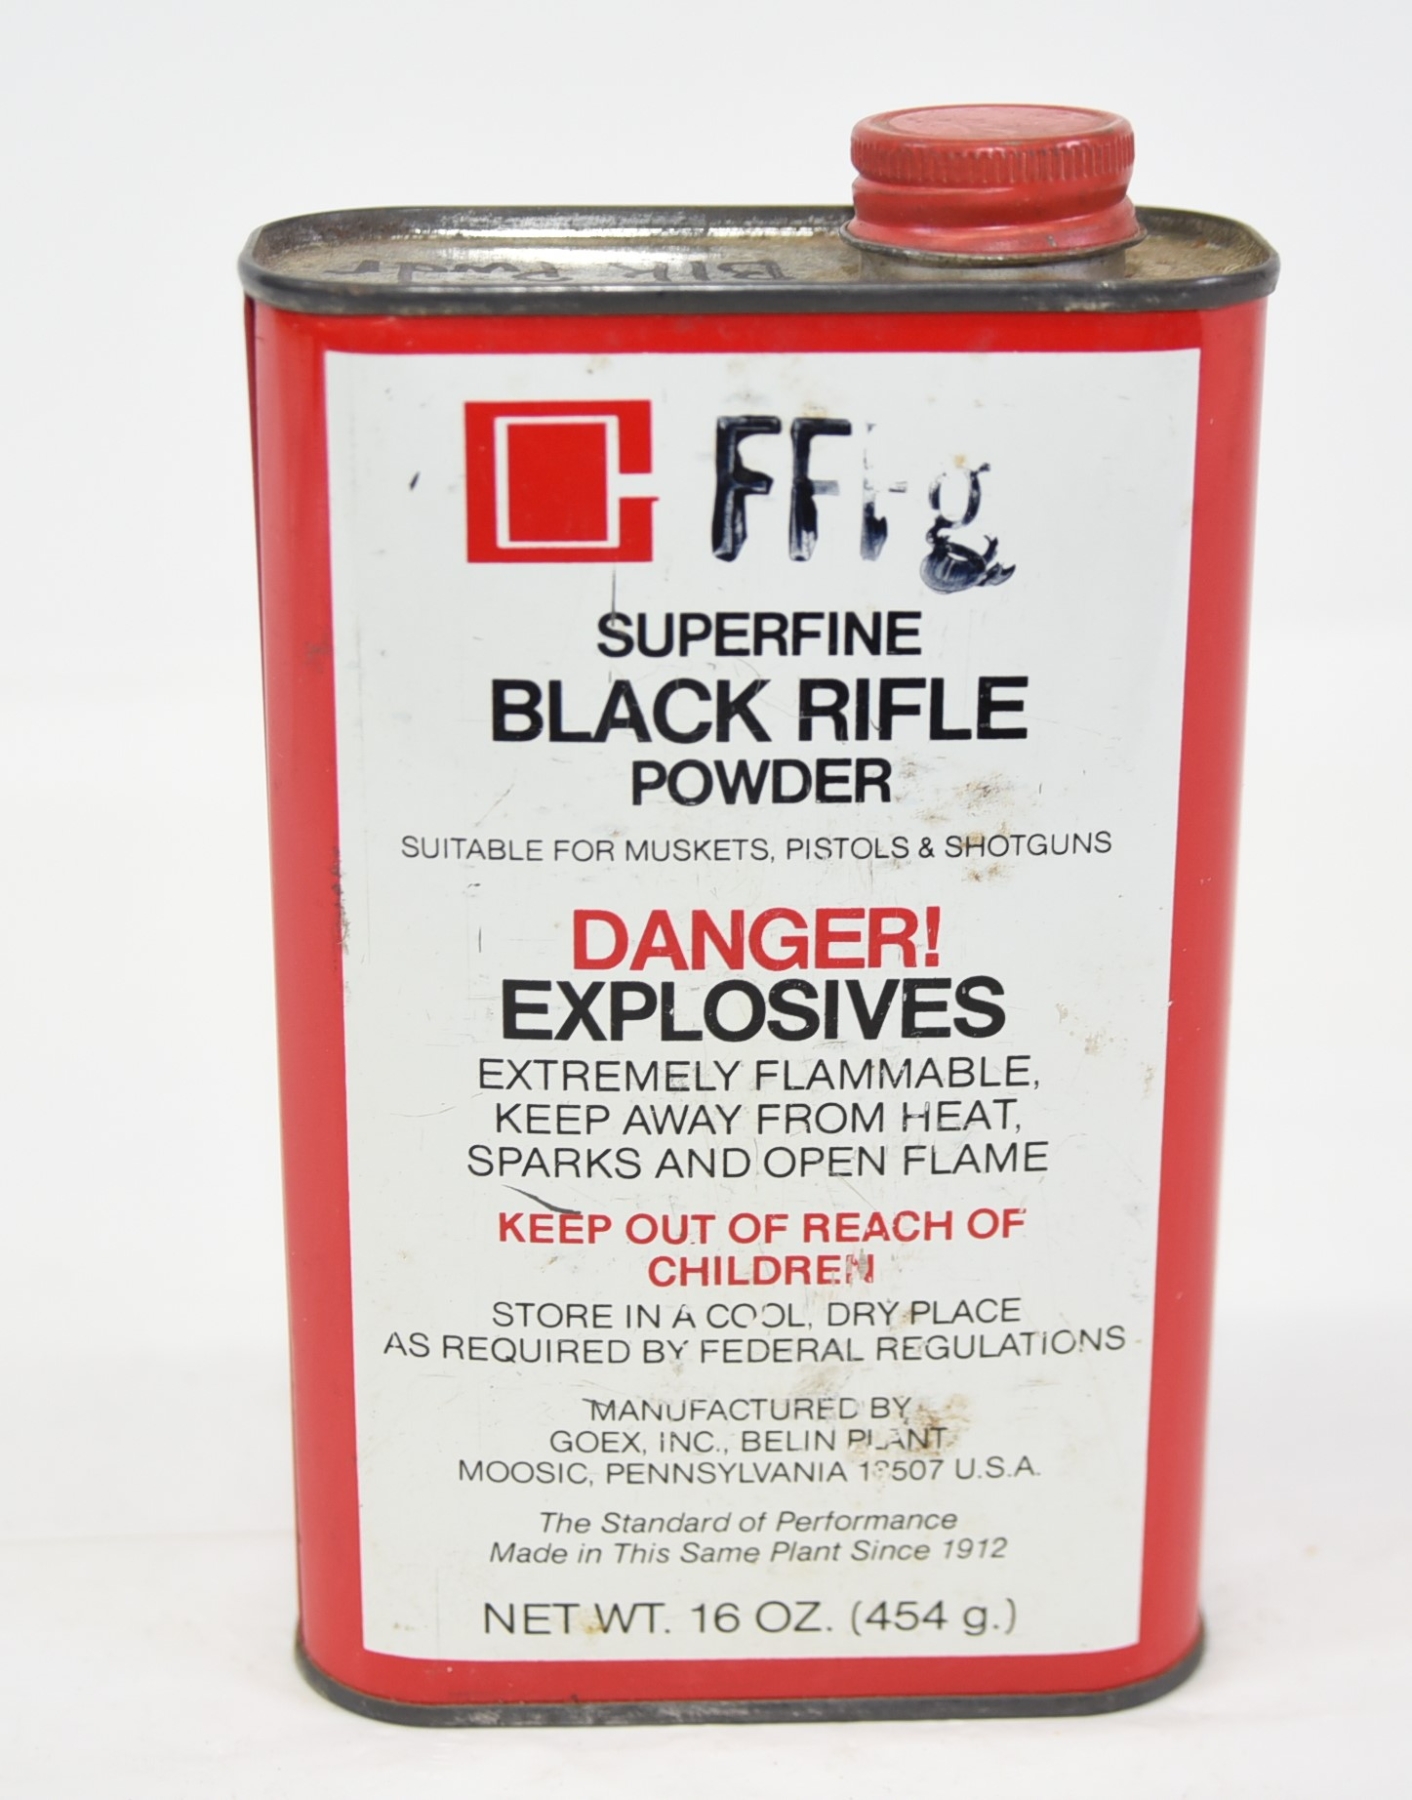 Blk Pwdr
FFFg
SUPERFINE
BLACK RIFLE
POWDER
SUITABLE FOR MUSKETS, PISTOLS & SHOTGUNS
DANGER!
EXPLOSIVES
EXTREMELY FLAMMABLE,
KEEP AWAY FROM HEAT,
SPARKS AND OPEN FLAME
KEEP OUT OF REACH OF
CHILDREN
STORE IN A COOL, DRY PLACE
AS REQUIRED BY FEDERAL REGULATIONS
MANUFACTURED BY
GOEX, INC., BELIN PLANT
MOOSIC, PENNSYLVANIA 18507 U.S.A.
The Standard of Performance
Made in This Same Plant Since 1912
NET WT. 16 OZ. (454 g.)